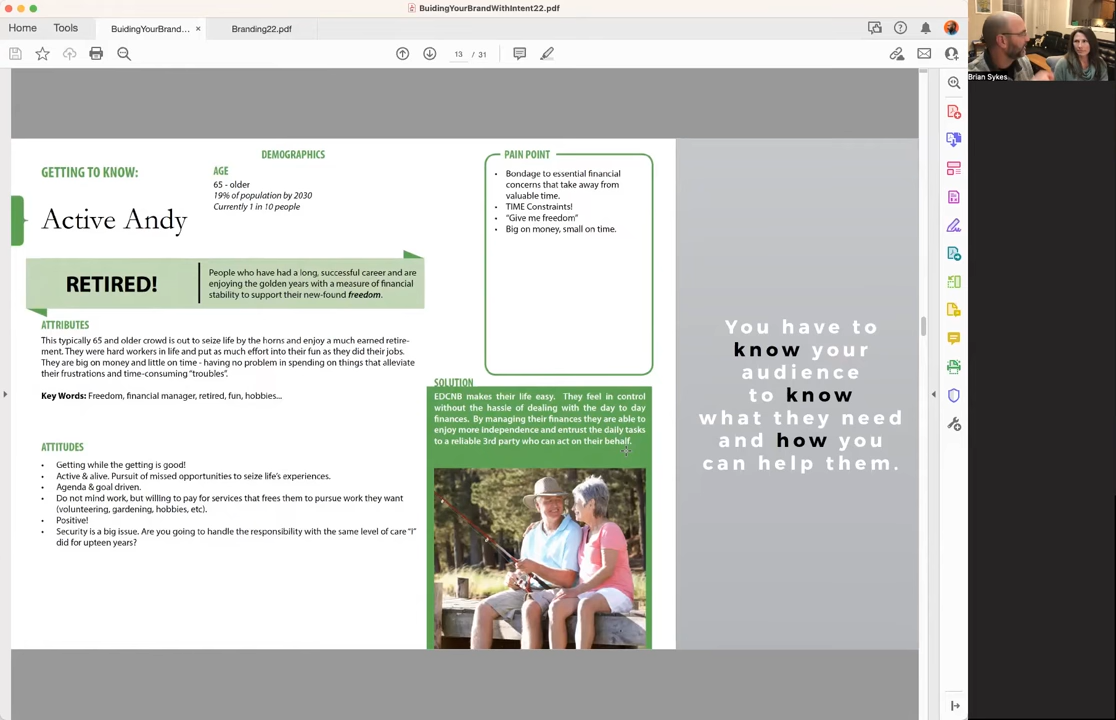 BuidingYourBrandWithIntent22.pdf
Home
Tools
BuidingYourBrand...
Branding22.pdf
13 / 31
Brian Sykes
GETTING TO KNOW:
Active Andy
DEMOGRAPHICS
AGE
65 - older
19% of population by 2030
Currently 1 in 10 people
RETIRED!
People who have had a long, successful career and are
enjoying the golden years with a measure of financial
stability to support their new-found freedom.
ATTRIBUTES
This typically 65 and older crowd is out to seize life by the horns and enjoy a much earned retire-
ment. They were hard workers in life and put as much effort into their fun as they did their jobs.
They are big on money and little on time - having no problem in spending on things that alleviate
their frustrations and time-consuming “troubles”.
Key Words: Freedom, financial manager, retired, fun, hobbies...
ATTITUDES
• Getting while the getting is good!
• Active & alive. Pursuit of missed opportunities to seize life's experiences.
• Agenda & goal driven.
• Do not mind work, but willing to pay for services that frees them to pursue work they want
(volunteering, gardening, hobbies, etc).
• Positive!
• Security is a big issue. Are you going to handle the responsibility with the same level of care “I”
did for upteen years?
PAIN POINT
• Bondage to essential financial
concerns that take away from
valuable time.
• TIME Constraints!
• “Give me freedom”
• Big on money, small on time.
SOLUTION
EDCNB makes their life easy. They feel in control
without the hassle of dealing with the day to day
finances. By managing their finances they are able to
enjoy more independence and entrust the daily tasks
to a reliable 3rd party who can act on their behalf.
You have to
know your
audience
to know
what they need
and how you
can help them.